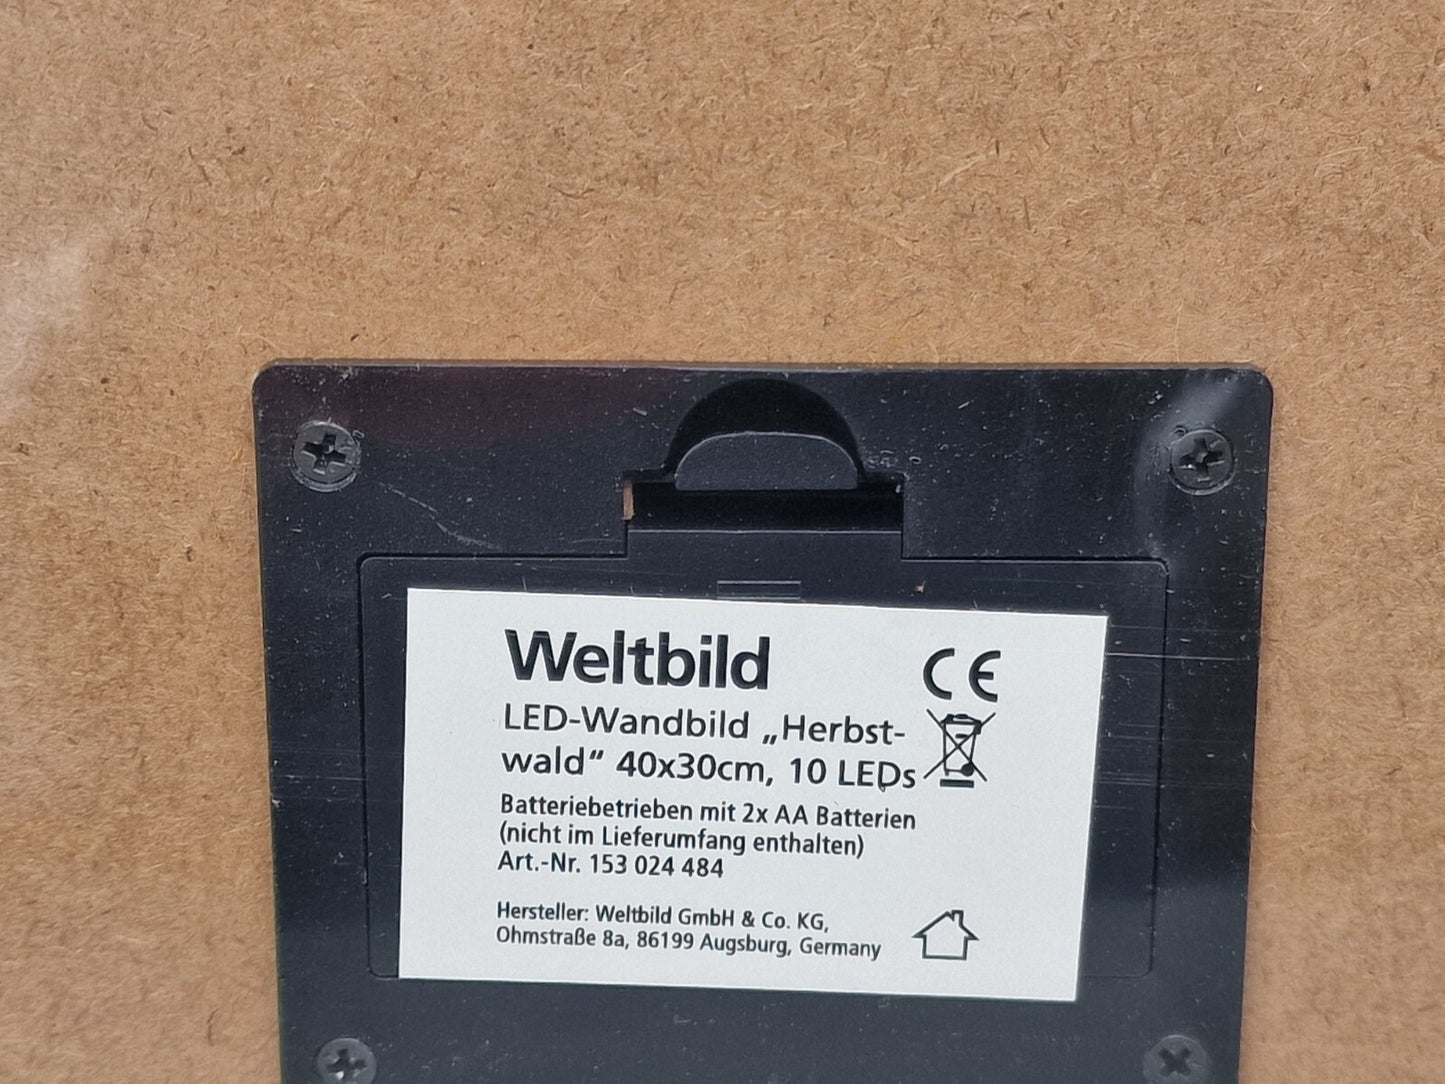 Weltbild
CE
LED-Wandbild „Herbst-
wald“ 40x30cm, 10 LEDs
Batteriebetrieben mit 2x AA Batterien
(nicht im Lieferumfang enthalten)
Art.-Nr. 153 024 484
Hersteller: Weltbild GmbH & Co. KG,
Ohmstraße 8a, 86199 Augsburg, Germany